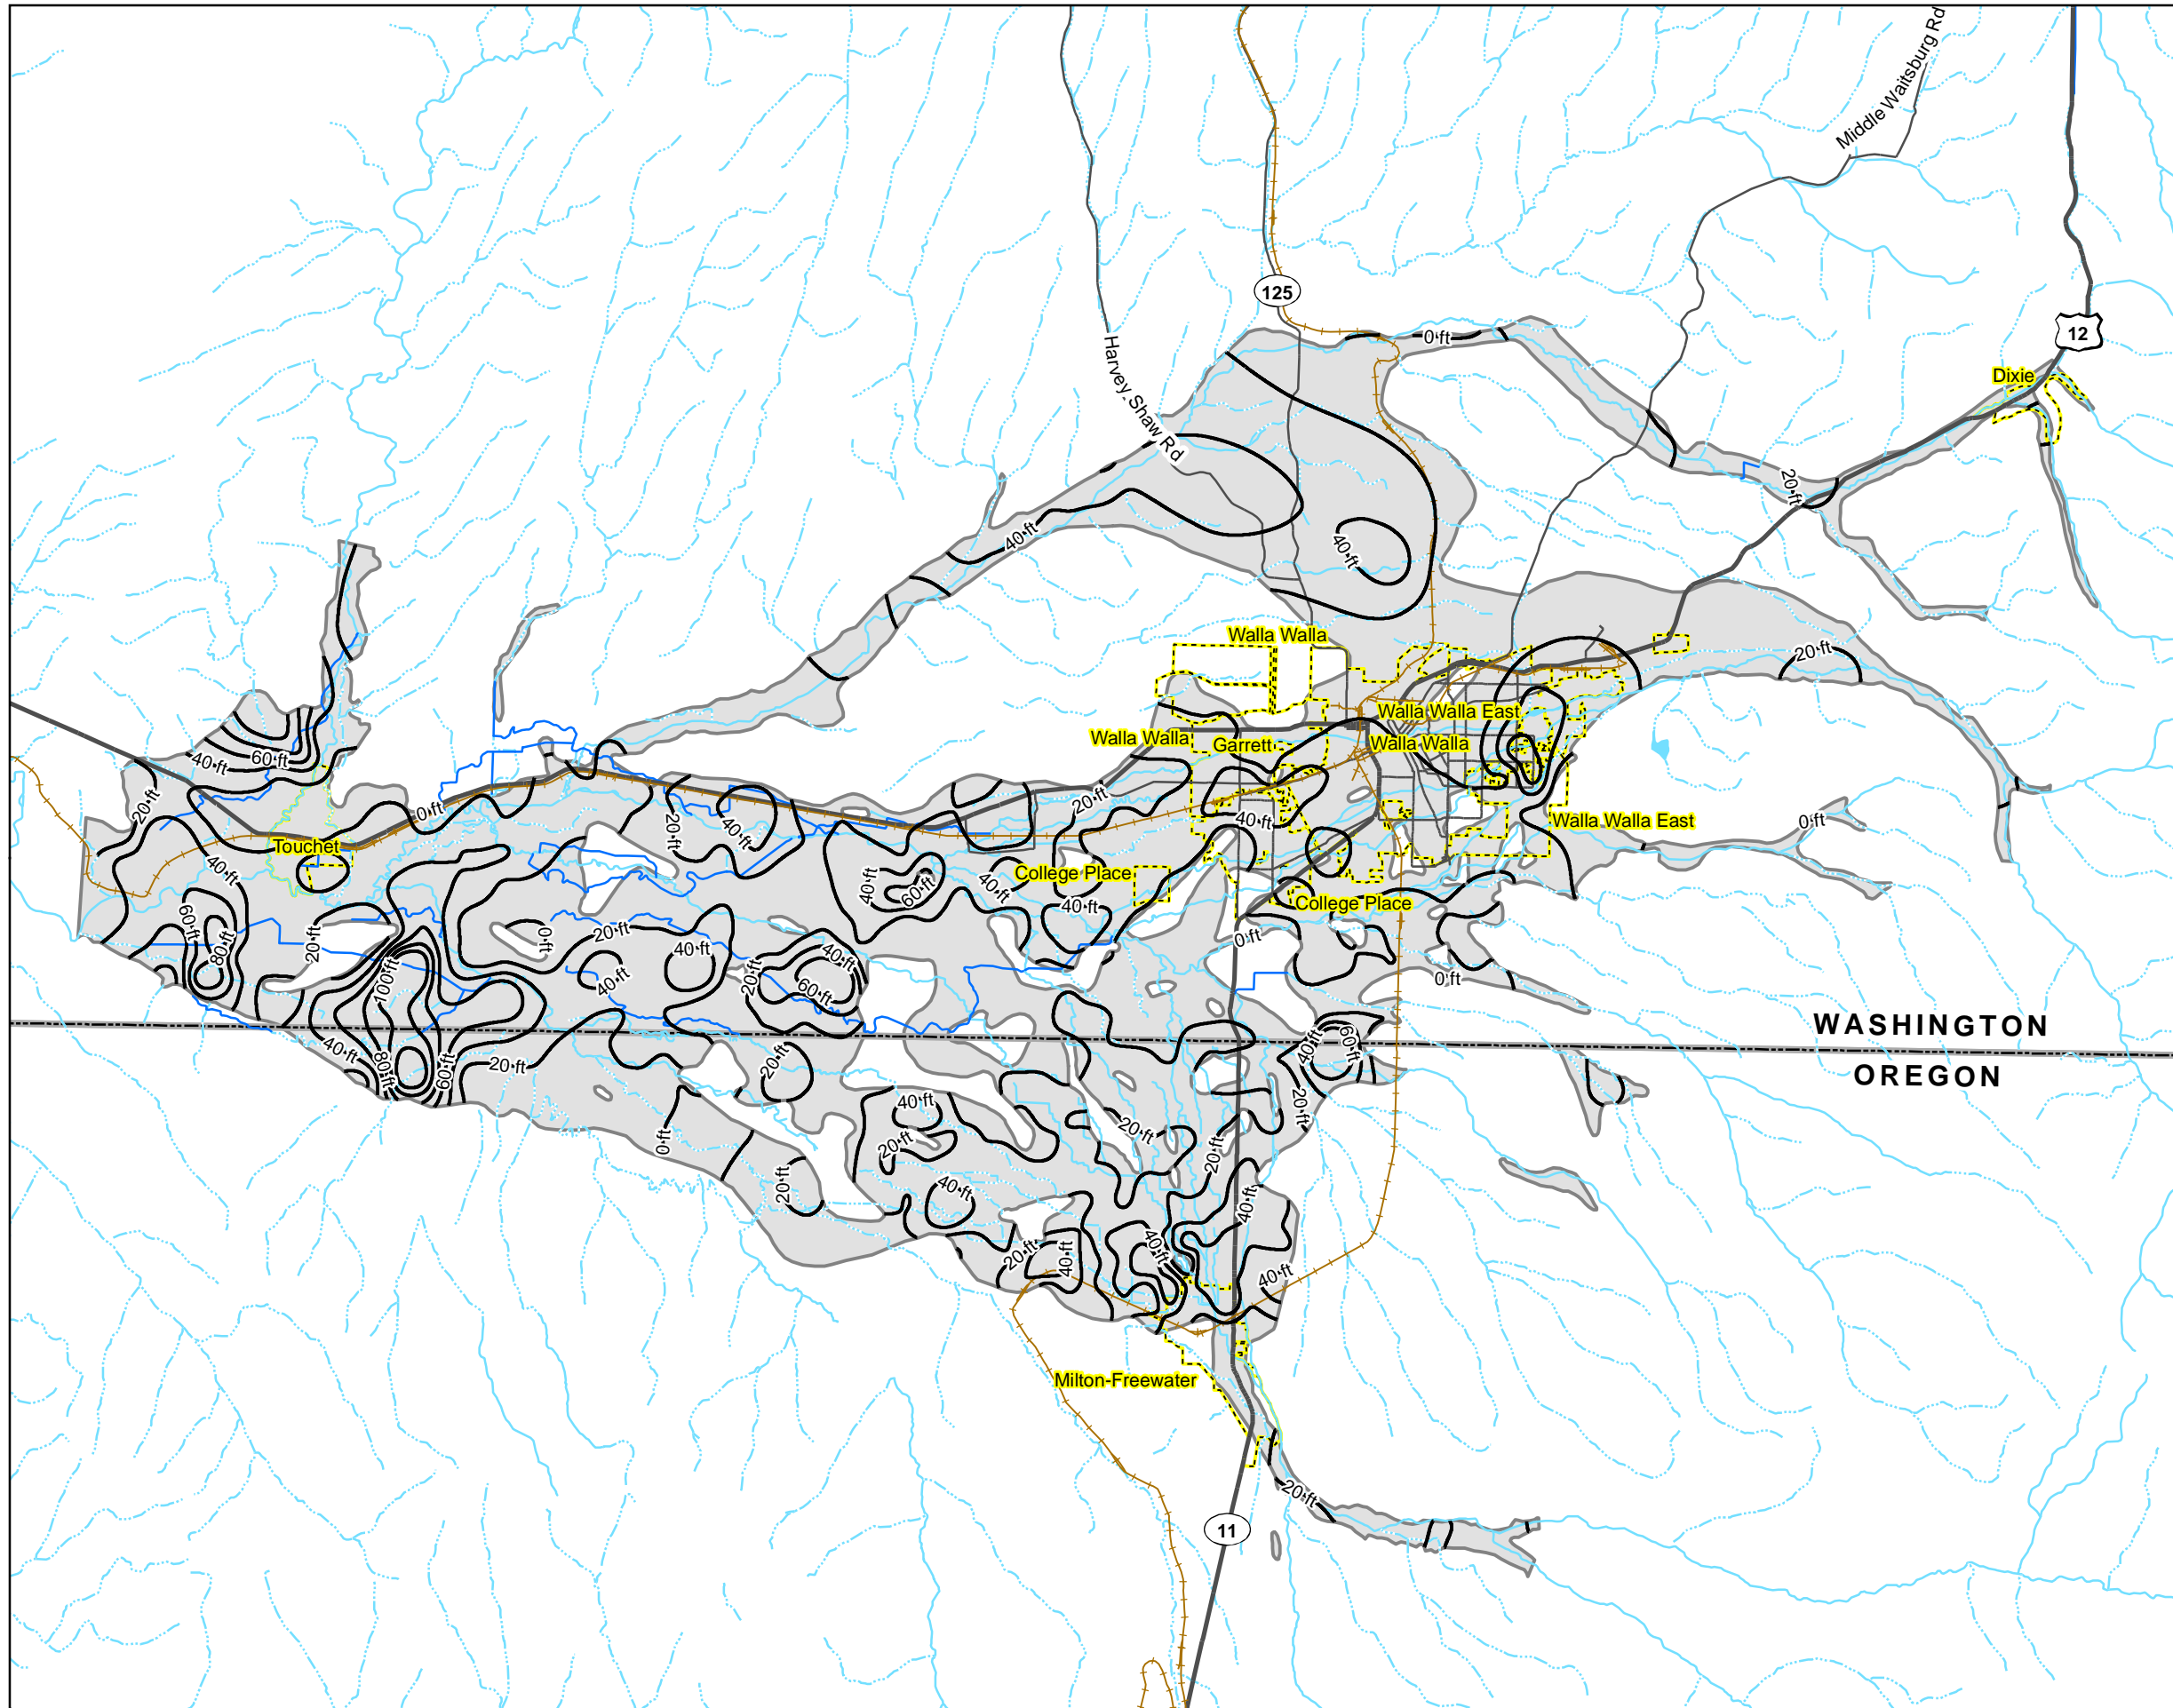 Middle Waitsburg Rd
125
12
Harvey Shaw Rd
0 ft
Dixie
20 ft
40 ft
40 ft
Walla Walla
20 ft
Walla Walla East
Walla Walla
Garrett
Walla Walla
40 ft
60 ft
20 ft
0 ft
20 ft
20 ft
40 ft
40 ft
Walla Walla East
0 ft
Touchet
40 ft
College Place
40 ft
60 ft
40 ft
40 ft
College Place
60 ft
80 ft
20 ft
0 ft
20 ft
40 ft
0 ft
40 ft
100 ft
40 ft
20 ft
60 ft
0 ft
WASHINGTON
OREGON
40 ft
80 ft
60 ft
20 ft
20 ft
40 ft
60 ft
20 ft
40 ft
20 ft
20 ft
0 ft
20 ft
20 ft
40 ft
40 ft
20 ft
40 ft
40 ft
40 ft
Milton-Freewater
20 ft
11